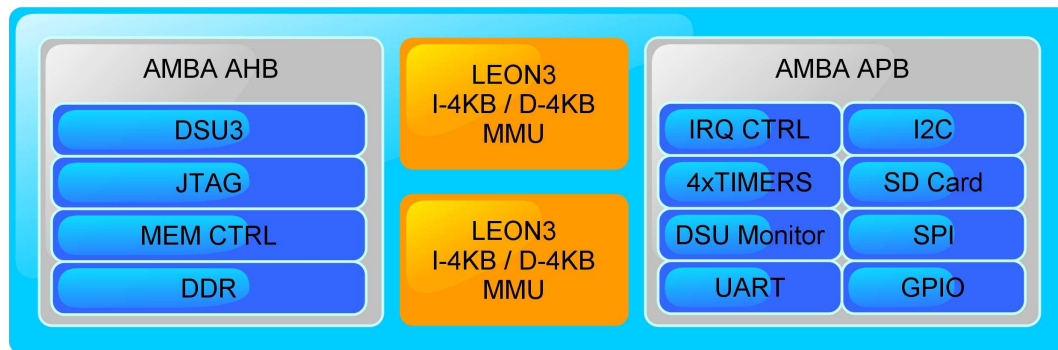 AMBA AHB
DSU3
JTAG
MEM CTRL
DDR
LEON3
I-4KB / D-4KB
MMU
LEON3
I-4KB / D-4KB
MMU
AMBA APB
IRQ CTRL
I2C
4xTIMERS
SD Card
DSU Monitor
SPI
UART
GPIO